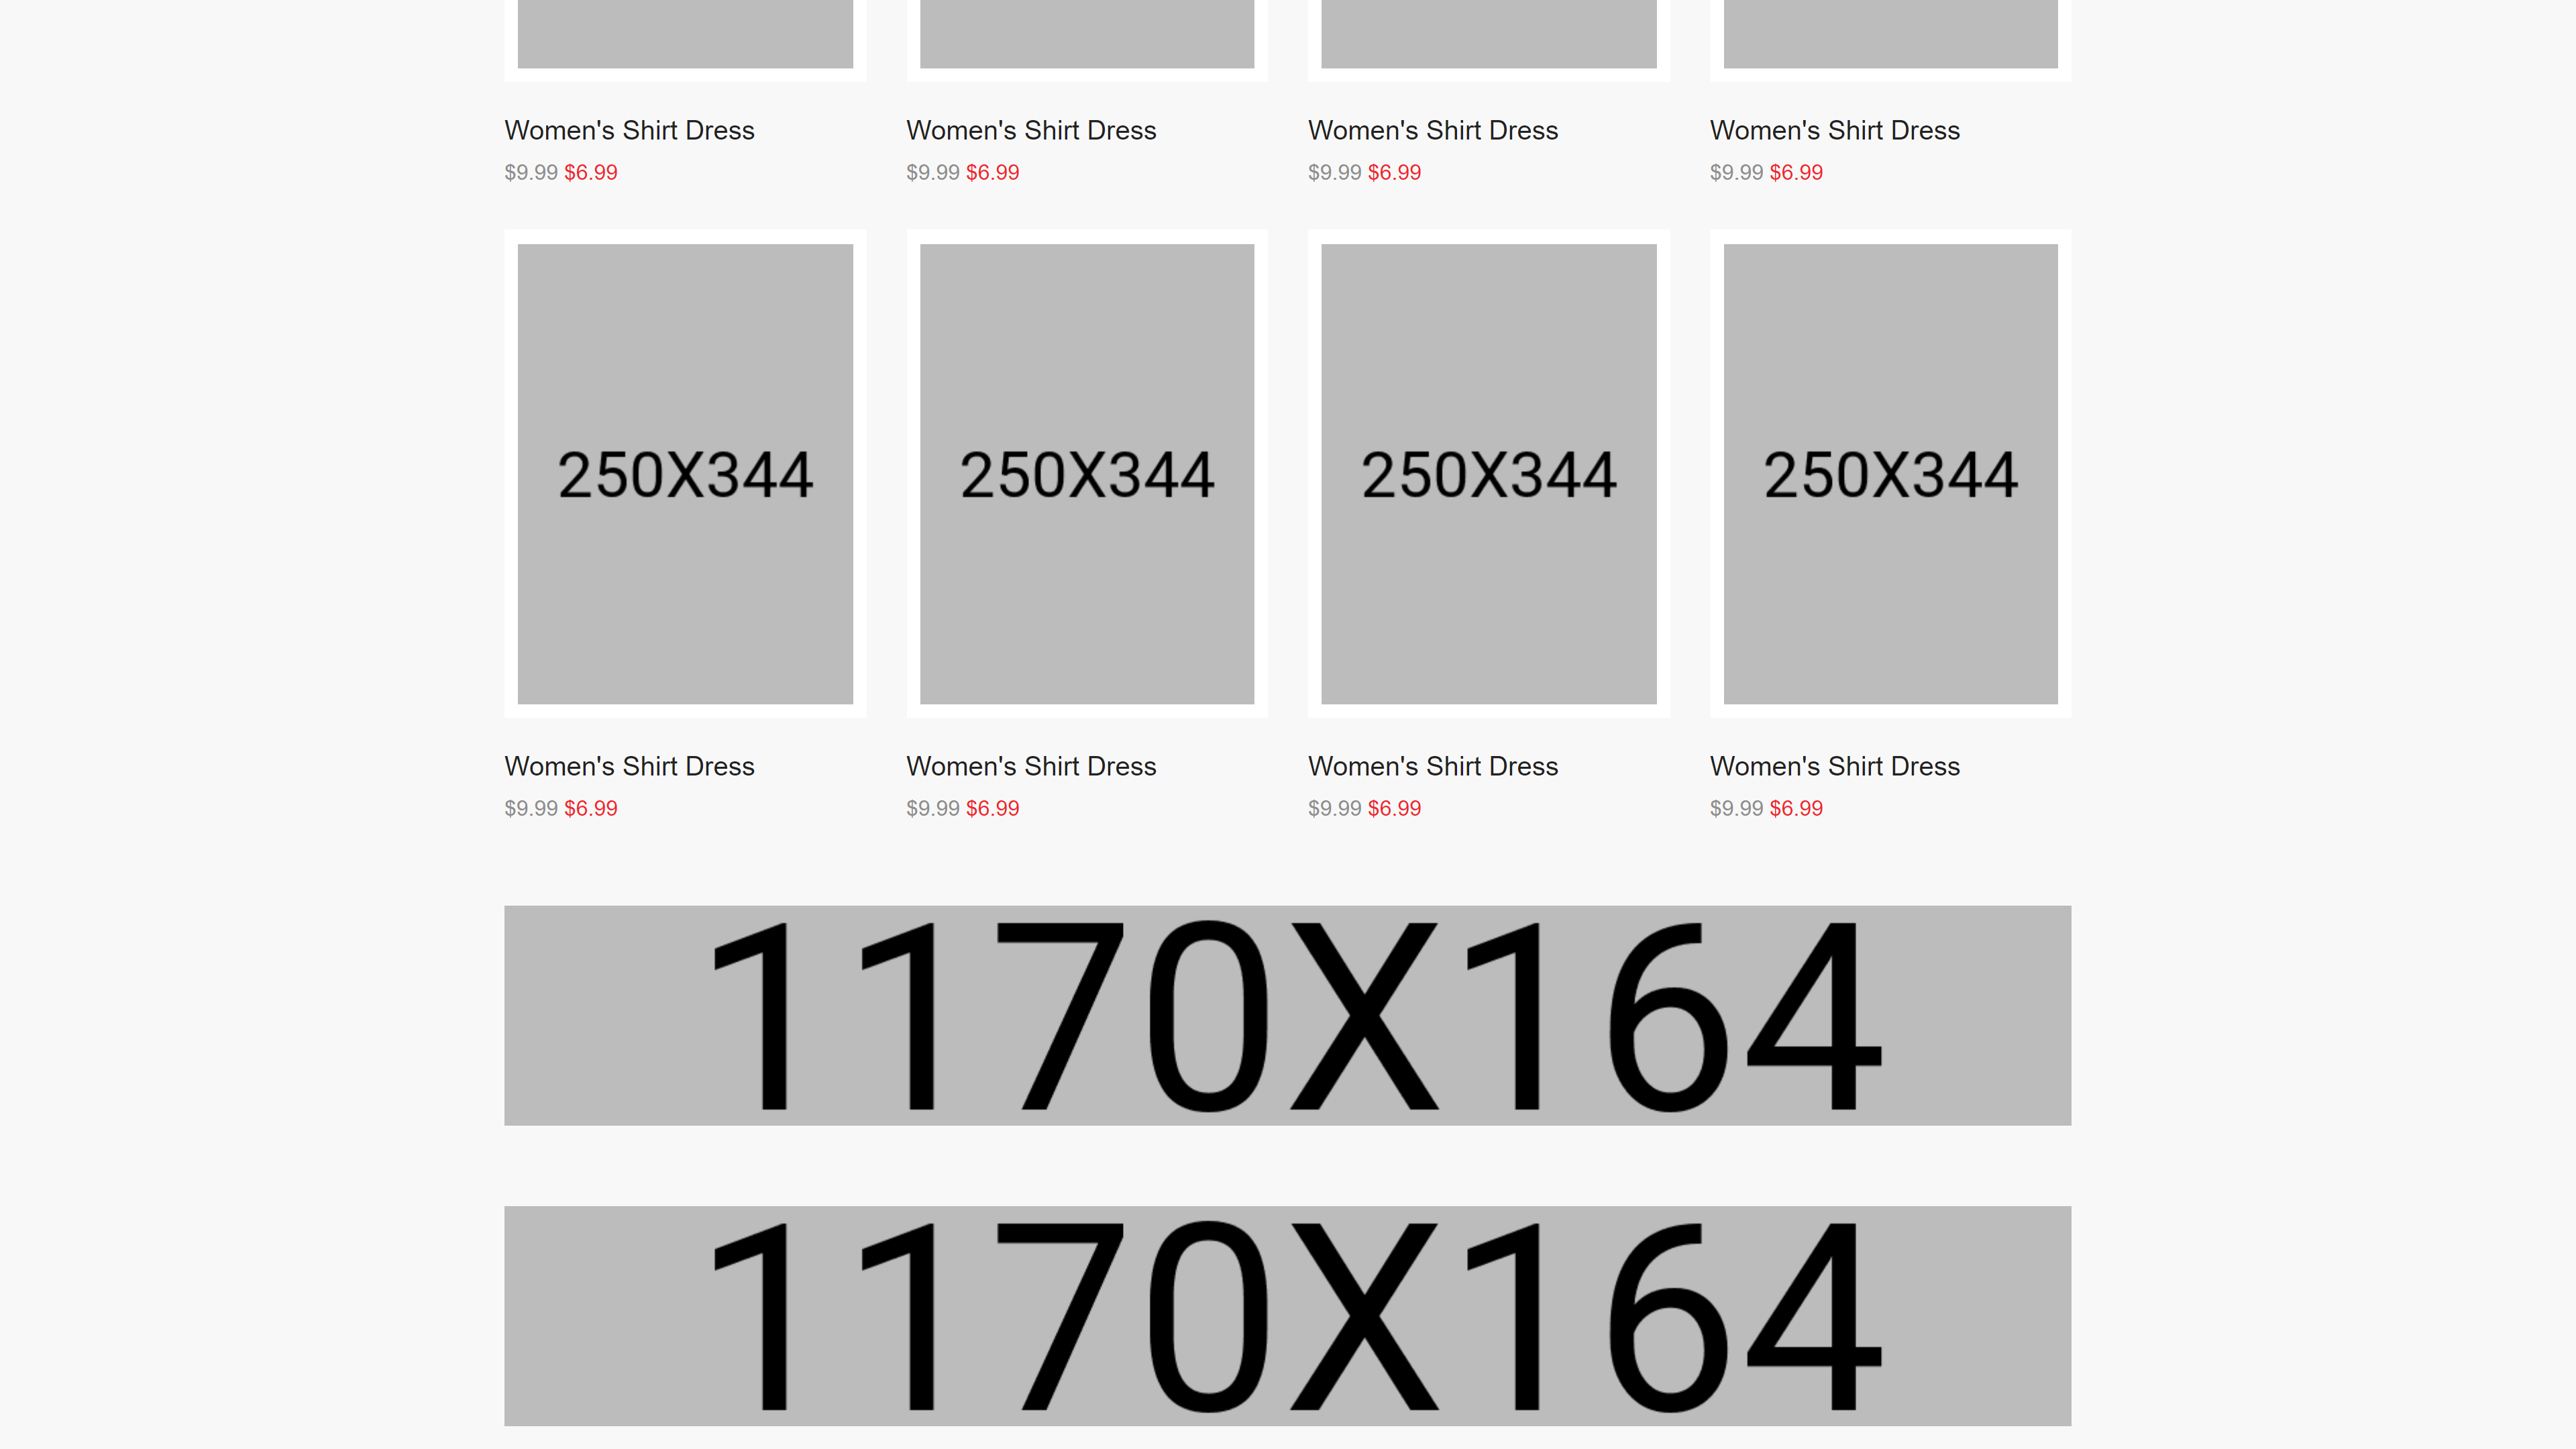 Women's Shirt Dress Women's Shirt Dress Women's Shirt Dress Women's Shirt Dress
$9.99 $6.99 $9.99 $6.99 $9.99 $6.99 $9.99 $6.99
250X344 250X344 250X344 250X344
Women's Shirt Dress Women's Shirt Dress Women's Shirt Dress Women's Shirt Dress
$9.99 $6.99 $9.99 $6.99 $9.99 $6.99 $9.99 $6.99
1170X164
1170X164